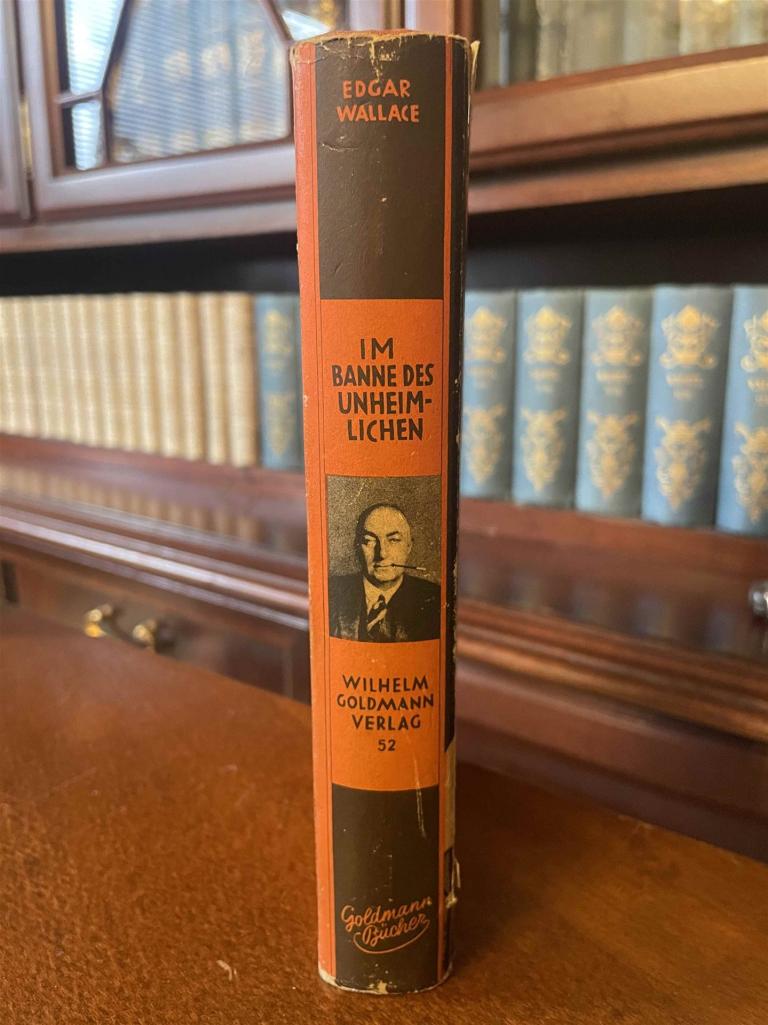 EDGAR
WALLACE
IM
BANNE DES
UNHEIM-
LICHEN
WILHELM
GOLDMANN
VERLAG
52
Goldmann
Bücher